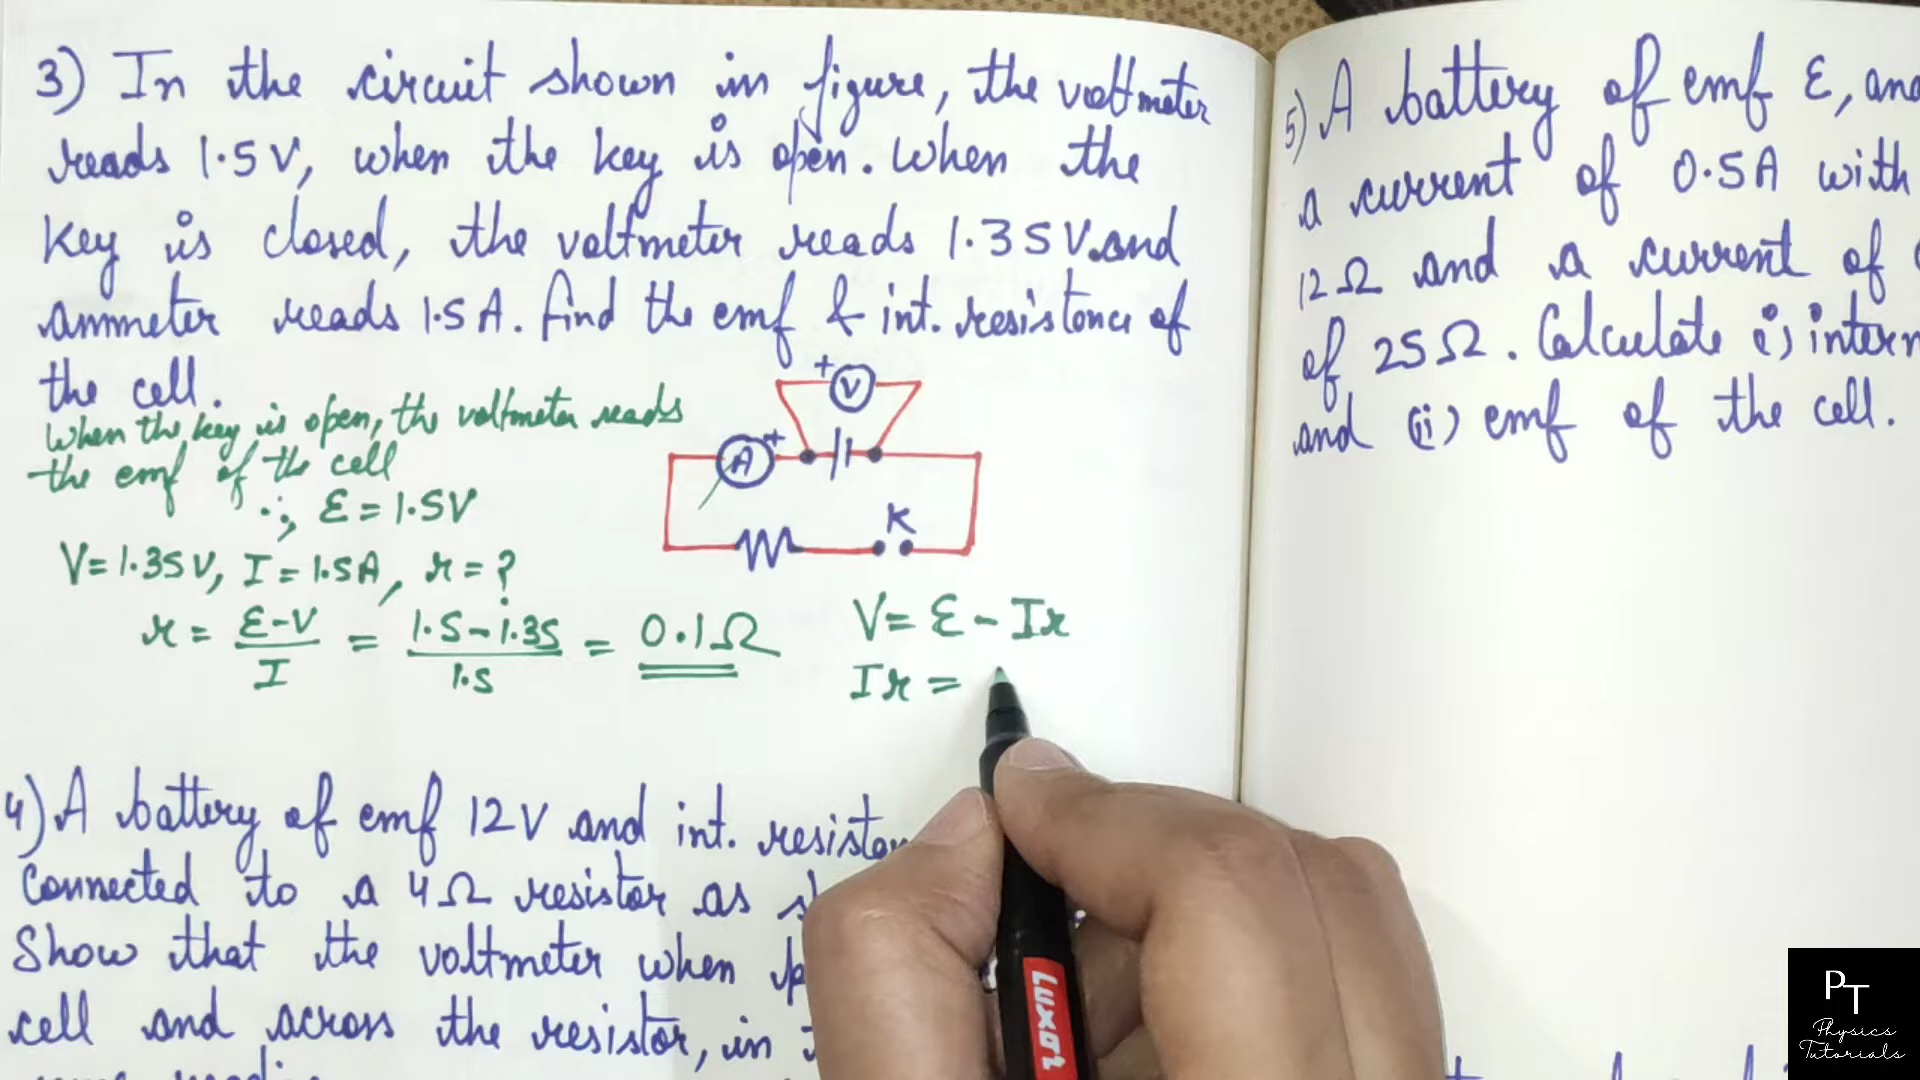 3) In the circuit shown in figure, the voltmeter
reads 1.5V, when the key is open. When the
key is closed, the voltmeter reads 1.35V and
ammeter reads 1.5A. find the emf & int. resistance of
the cell.
When the key is open, the voltmeter reads
the emf of the cell
∴, ε = 1.5V
V= 1.35V, I = 1.5A, r = ?
r = ε-V / I = 1.5-1.35 / 1.5 = 0.1Ω
+ V
A +
K
V= ε - Ir
Ir =
4) A battery of emf 12V and int.
Connected to a 4Ω resistor as
Show that the voltmeter when
cell and across the resistor, in
5) A battery of emf ε, and
a current of 0.5A with
12Ω and a current of
of 25Ω. Calculate i)
and (ii) emf of the cell.
PT
Physics
Tutorials
LUXOR